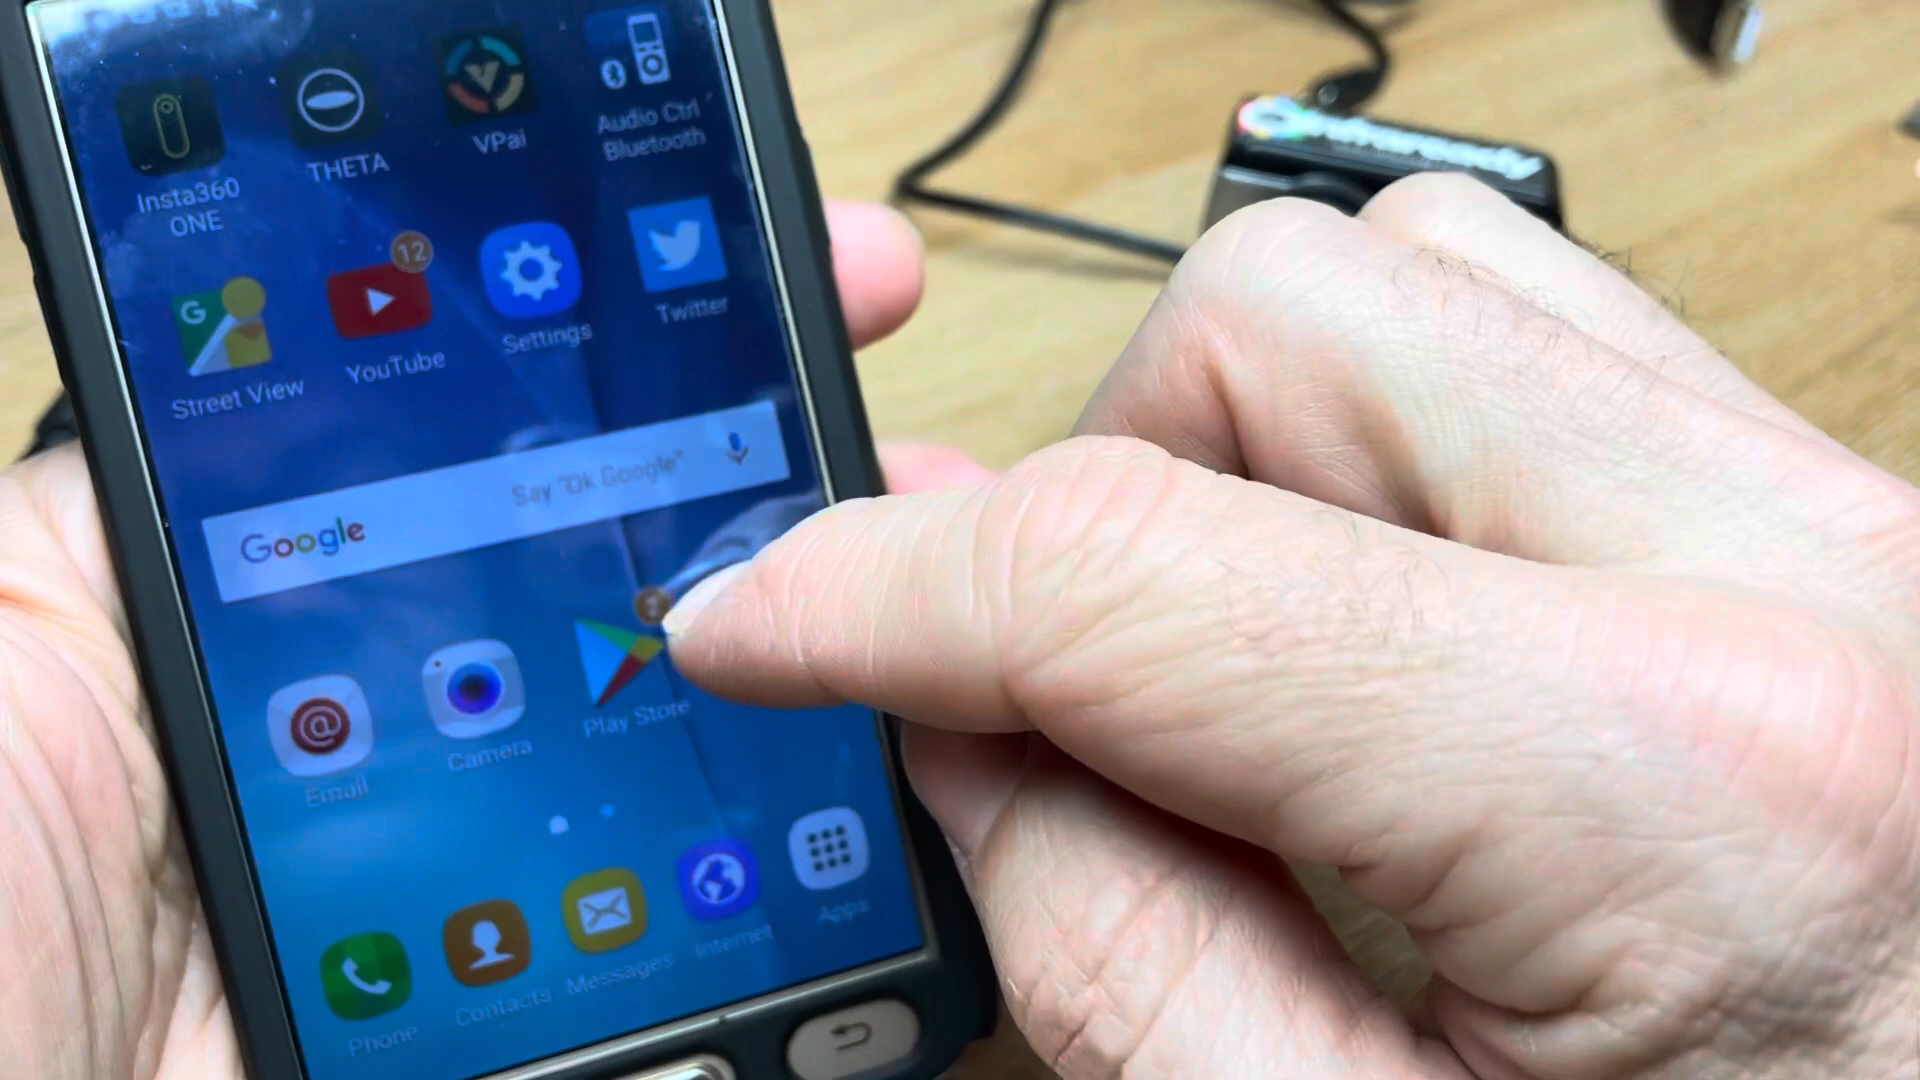 Insta360
ONE
THETA
VPai
Audio Ctrl
Bluetooth
G
Street View
12
YouTube
Settings
Twitter
Google
Say "Ok Google"
@
Email
Camera
Play Store
Phone
Contacts
Messages
Internet
Apps